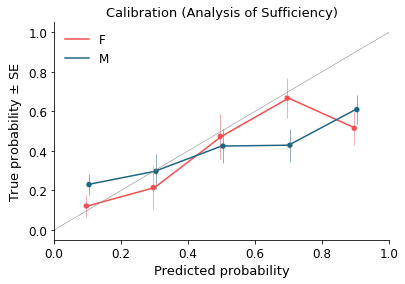 Calibration (Analysis of Sufficiency)
F
M
True probability ± SE
1.0
0.8
0.6
0.4
0.2
0.0
0.0 0.2 0.4 0.6 0.8 1.0
Predicted probability